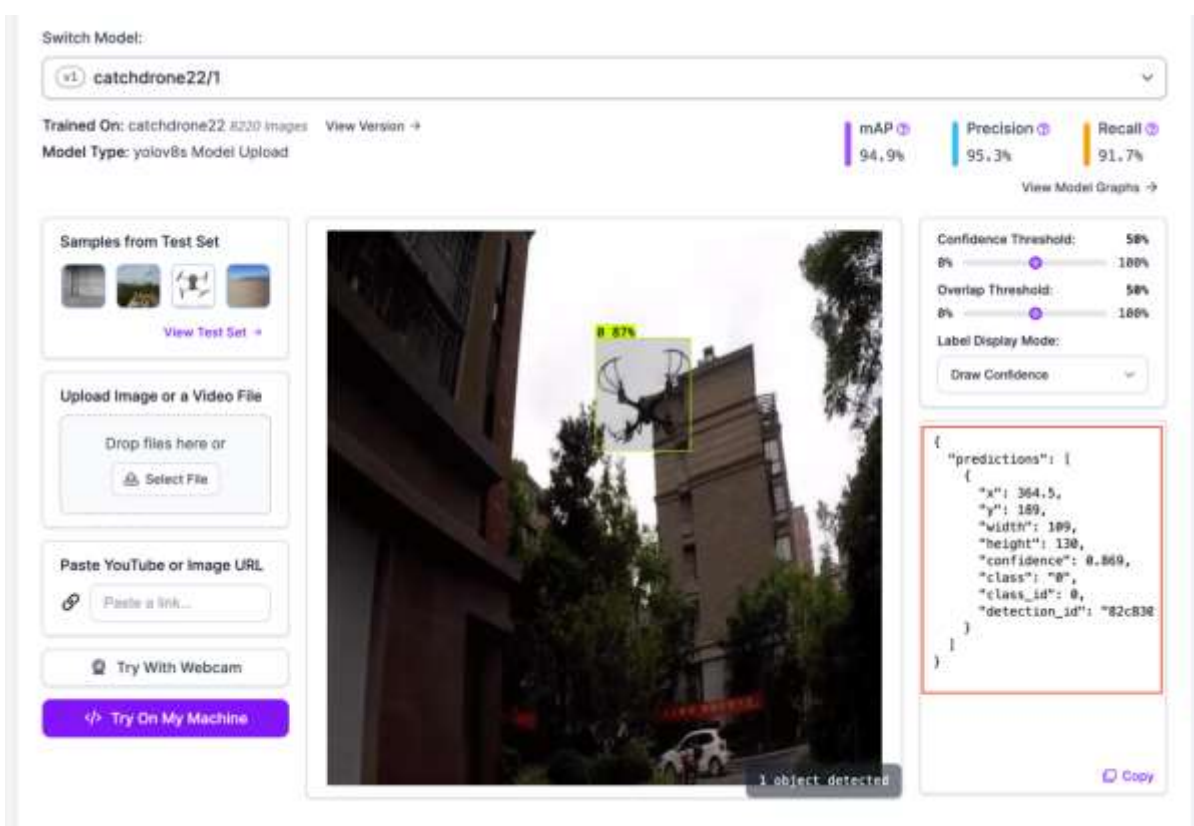 Switch Model:
v1 catchdrone22/1
Trained On: catchdrone22 8220 Images View Version →
Model Type: yolov8s Model Upload
mAP
94.9%
Precision
95.3%
Recall
91.7%
View Model Graphs →
Samples from Test Set
View Test Set →
Upload Image or a Video File
Drop files here or
Select File
Paste YouTube or Image URL
Paste a link...
Try With Webcam
</> Try On My Machine
0 87%
1 object detected
Confidence Threshold: 50%
0% 100%
Overlap Threshold: 50%
0% 100%
Label Display Mode:
Draw Confidence
{
"predictions": [
{
"x": 364.5,
"y": 189,
"width": 109,
"height": 130,
"confidence": 0.869,
"class": "0",
"class_id": 0,
"detection_id": "82c830
}
]
}
Copy